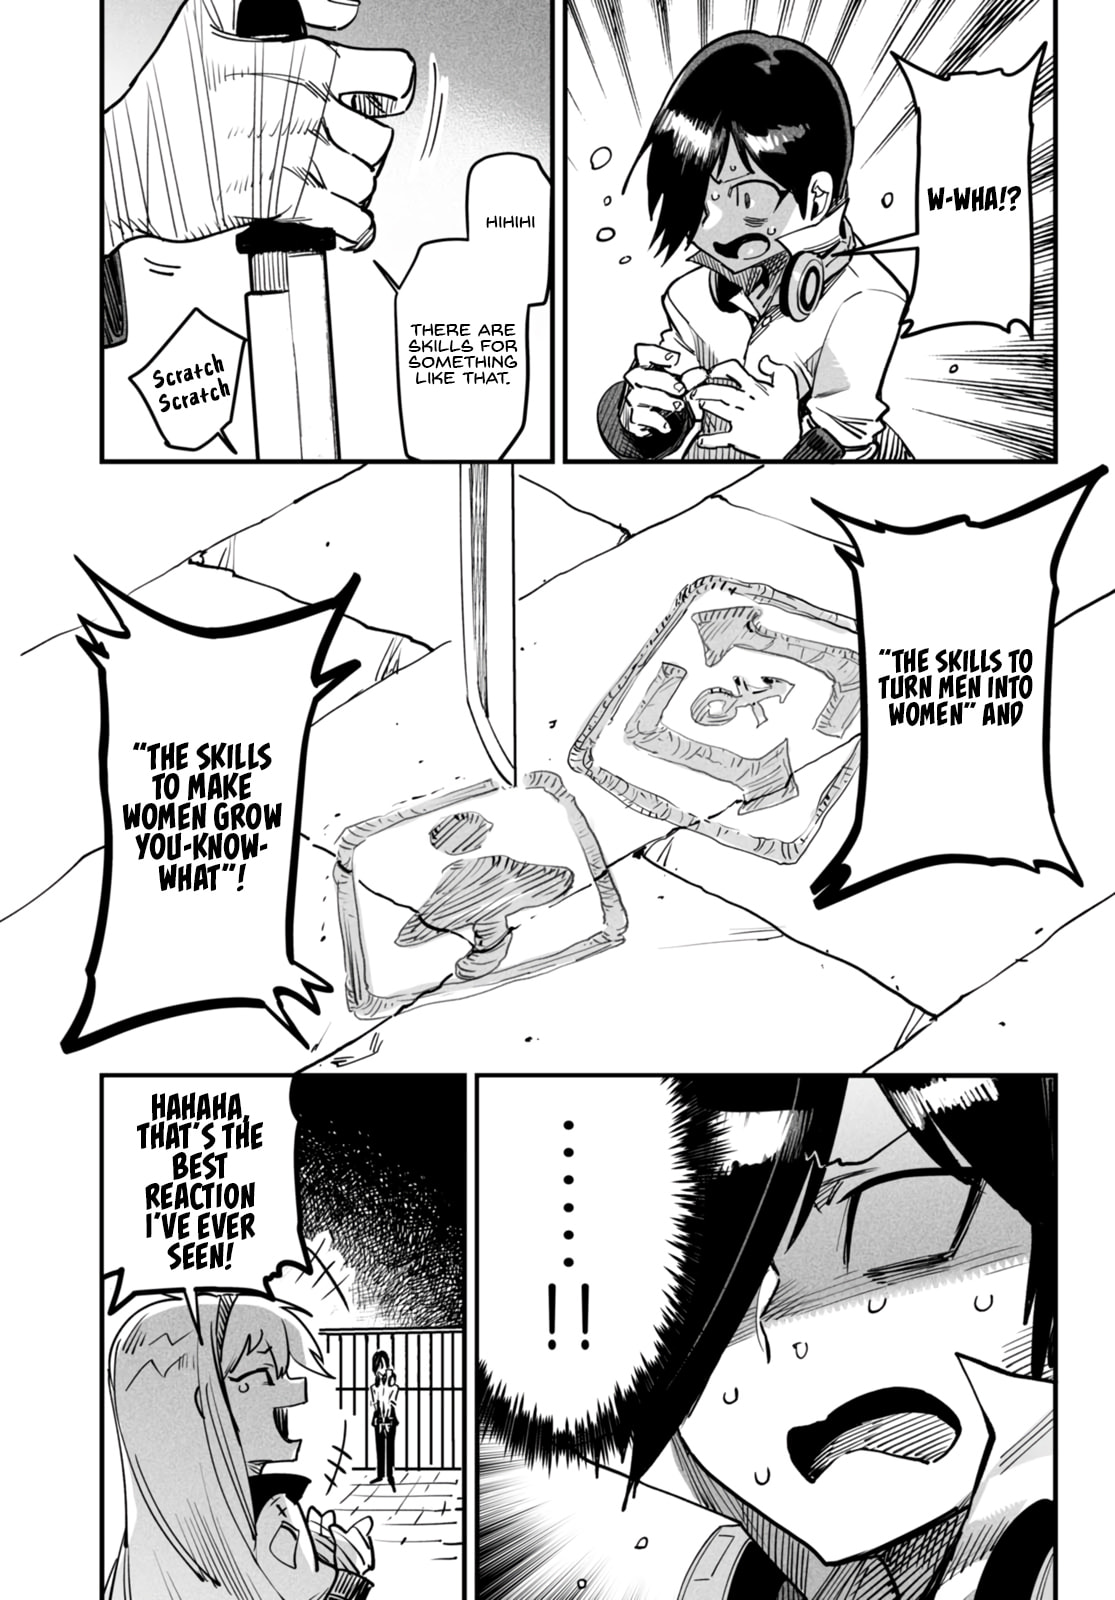 W-WHA!?
HIHIHI
THERE ARE
SKILLS FOR
SOMETHING
LIKE THAT.
Scratch
Scratch
"THE SKILLS TO
TURN MEN INTO
WOMEN" AND
"THE SKILLS
TO MAKE
WOMEN GROW
YOU-KNOW-
WHAT"!
......!!
HAHAHA,
THAT'S THE
BEST
REACTION
I'VE EVER
SEEN!